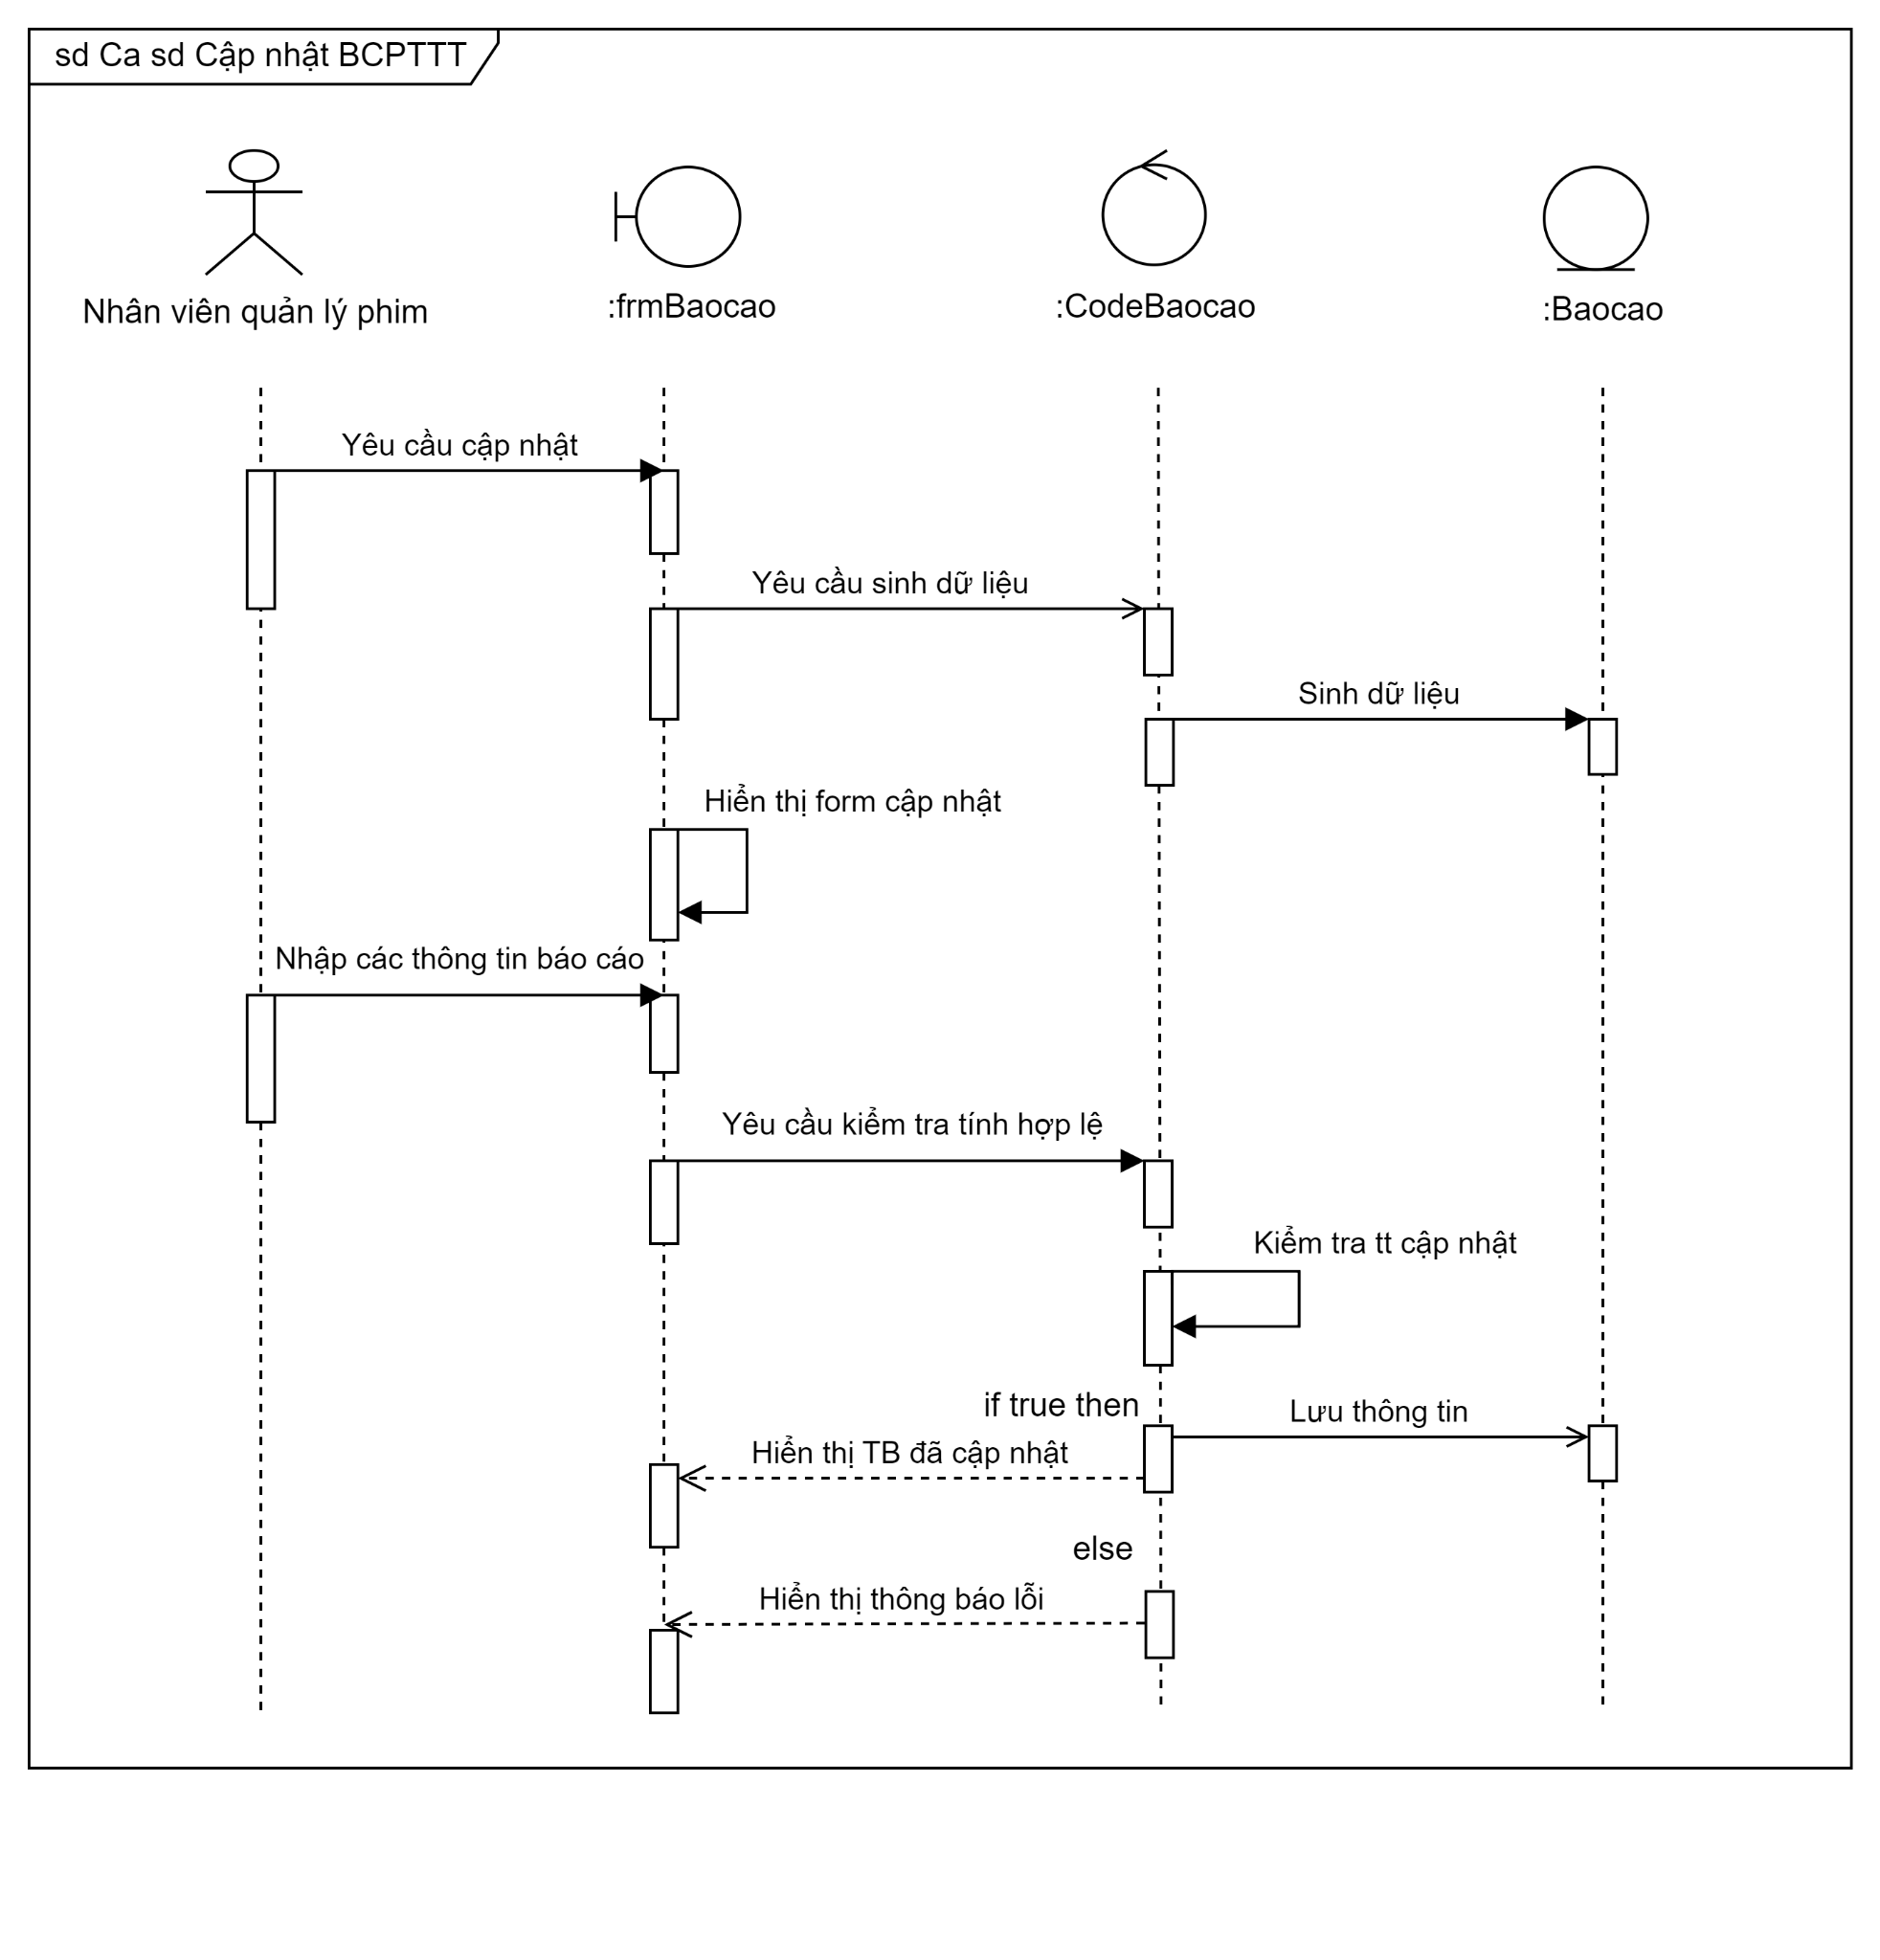 sd Ca sd Cập nhật BCPTTT
Nhân viên quản lý phim
:frmBaocao
:CodeBaocao
:Baocao
Yêu cầu cập nhật
Yêu cầu sinh dữ liệu
Sinh dữ liệu
Hiển thị form cập nhật
Nhập các thông tin báo cáo
Yêu cầu kiểm tra tính hợp lệ
Kiểm tra tt cập nhật
if true then
Lưu thông tin
Hiển thị TB đã cập nhật
else
Hiển thị thông báo lỗi